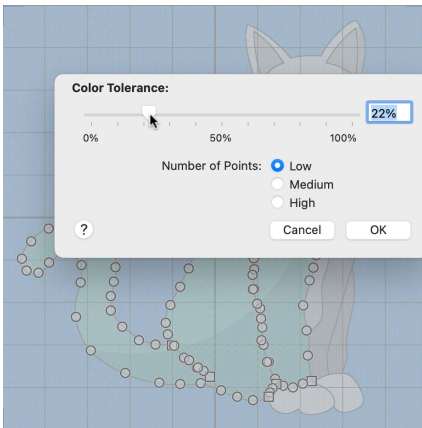 Color Tolerance:
22%
0% 50% 100%
Number of Points: Low
Medium
High
? Cancel OK